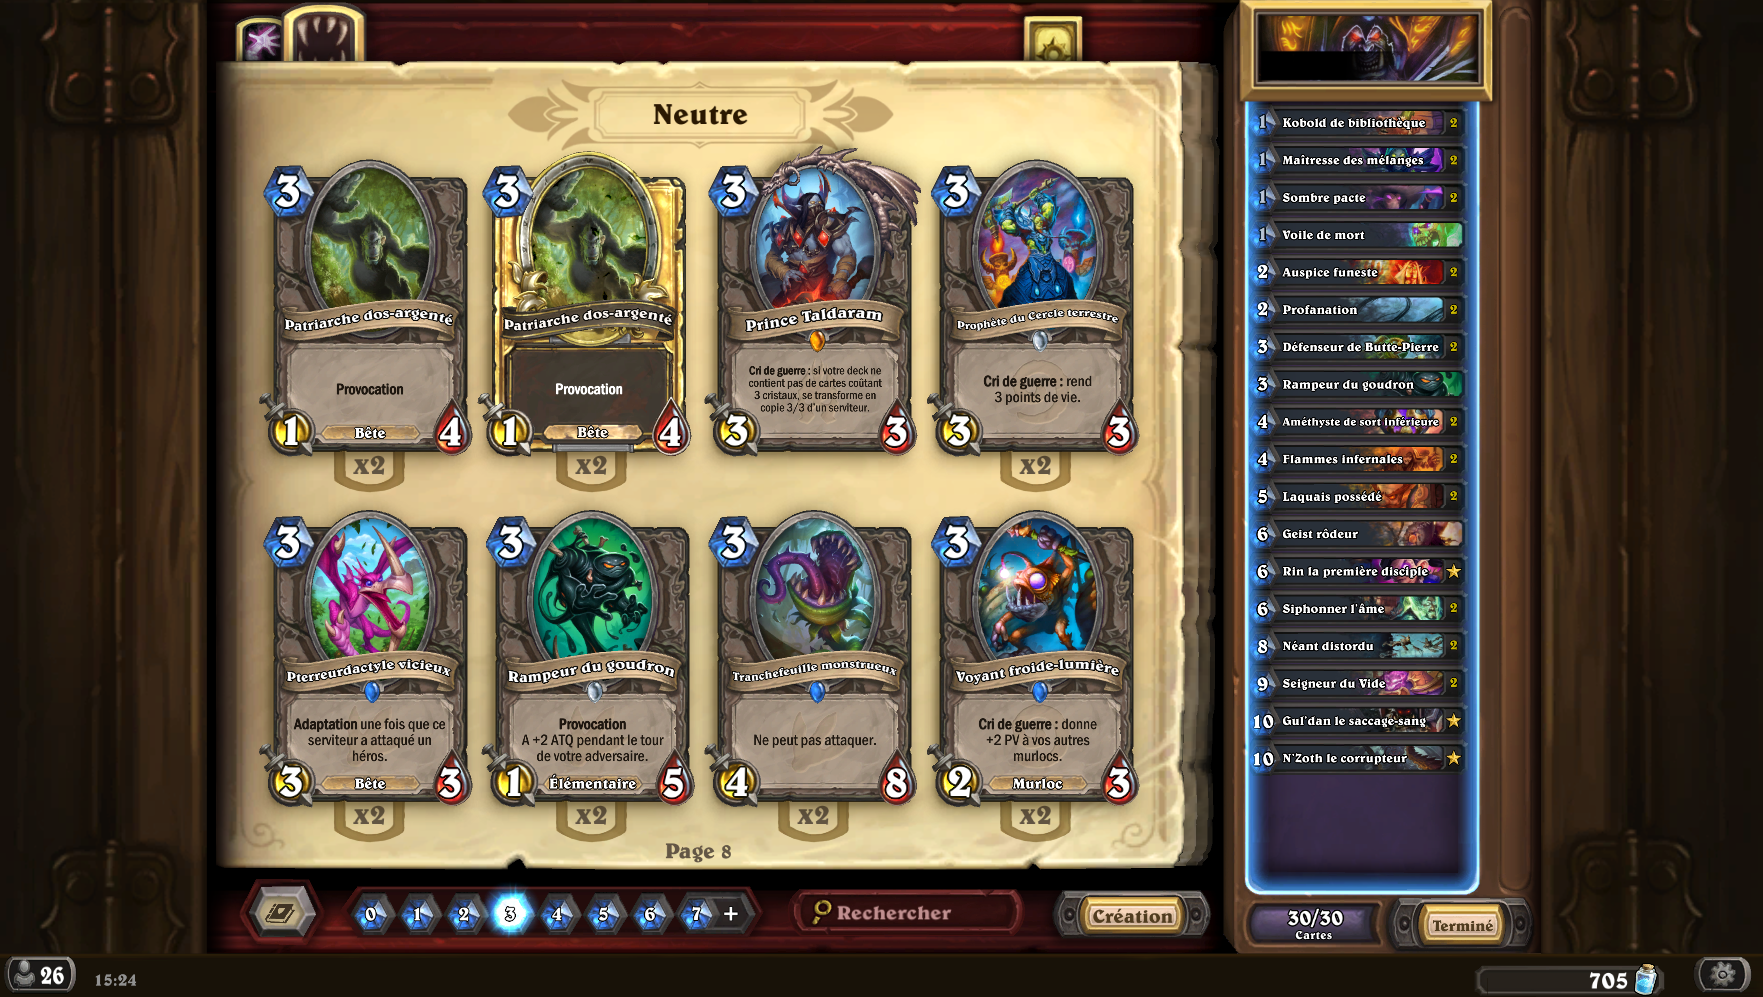 Neutre
3
Patriarche dos-argenté
Provocation
1
Bête
4
x2
3
Patriarche dos-argenté
Provocation
1
Bête
4
x2
3
Prince Taldaram
Cri de guerre : si votre deck ne
contient pas de cartes coûtant
3 cristaux, se transforme en
copie 3/3 d'un serviteur.
3
3
3
Prophète du Cercle terrestre
Cri de guerre : rend
3 points de vie.
3
3
x2
3
Pterreurdactyle vicieux
Adaptation une fois que ce
serviteur a attaqué un
héros.
3
Bête
3
x2
3
Rampeur du goudron
Provocation
A +2 ATQ pendant le tour
de votre adversaire.
1
Élémentaire
5
x2
3
Tranchefeuille monstrueux
Ne peut pas attaquer.
4
8
x2
3
Voyant froide-lumière
Cri de guerre : donne
+2 PV à vos autres
murlocs.
2
Murloc
3
x2
Page 8
0 1 2 3 4 5 6 7 +
Rechercher
Création
1 Kobold de bibliothèque 2
1 Maîtresse des mélanges 2
1 Sombre pacte 2
1 Voile de mort
2 Auspice funeste 2
2 Profanation 2
3 Défenseur de Butte-Pierre 2
3 Rampeur du goudron
4 Améthyste de sort inférieure 2
4 Flammes infernales 2
5 Laquais possédé 2
6 Geist rôdeur
6 Rin la première disciple
6 Siphonner l'âme 2
8 Néant distordu 2
9 Seigneur du Vide 2
10 Gul'dan le saccage-sang
10 N'Zoth le corrupteur
30/30
Cartes
Terminé
26
15:24
705